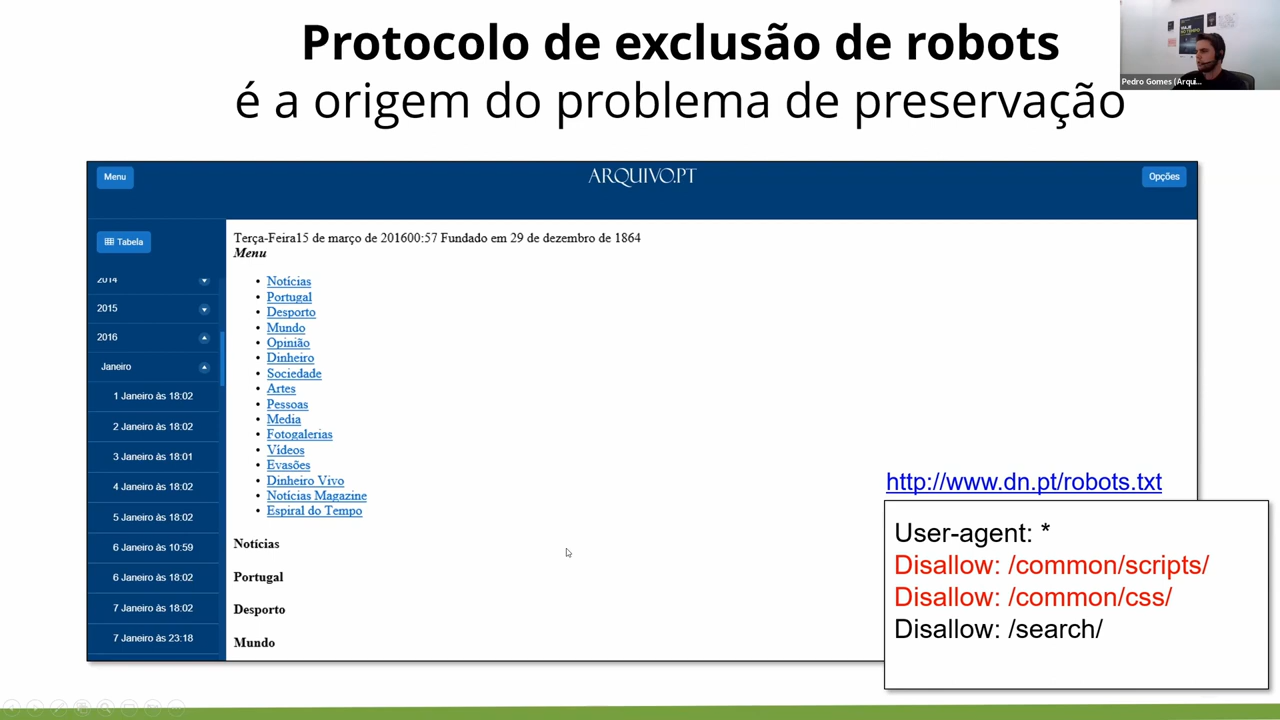 Protocolo de exclusão de robots
é a origem do problema de preservação
Pedro Gomes (Arqui...
Menu
ARQUIVO.PT
Opções
Tabela
2014
2015
2016
Janeiro
1 Janeiro às 18:02
2 Janeiro às 18:02
3 Janeiro às 18:01
4 Janeiro às 18:02
5 Janeiro às 18:02
6 Janeiro às 10:59
6 Janeiro às 18:02
7 Janeiro às 18:02
7 Janeiro às 23:18
Terça-Feira15 de março de 201600:57 Fundado em 29 de dezembro de 1864
Menu
• Notícias
• Portugal
• Desporto
• Mundo
• Opinião
• Dinheiro
• Sociedade
• Artes
• Pessoas
• Media
• Fotogalerias
• Vídeos
• Evasões
• Dinheiro Vivo
• Notícias Magazine
• Espiral do Tempo
Notícias
Portugal
Desporto
Mundo
http://www.dn.pt/robots.txt
User-agent: *
Disallow: /common/scripts/
Disallow: /common/css/
Disallow: /search/